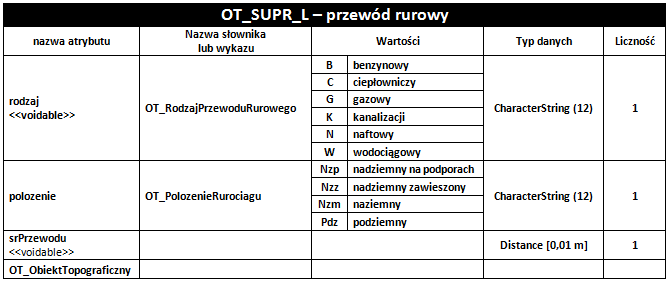 OT_SUPR_L – przewód rurowy
nazwa atrybutu
Nazwa słownika
lub wykazu
Wartości
Typ danych
Liczność
rodzaj
<<voidable>>
OT_RodzajPrzewoduRurowego
B benzynowy
C ciepłowniczy
G gazowy
K kanalizacji
N naftowy
W wodociągowy
CharacterString (12)
1
polozenie
OT_PolozenieRurociagu
Nzp nadziemny na podporach
Nzz nadziemny zawieszony
Nzm naziemny
Pdz podziemny
CharacterString (12)
1
srPrzewodu
<<voidable>>
Distance [0,01 m]
1
OT_ObiektTopograficzny